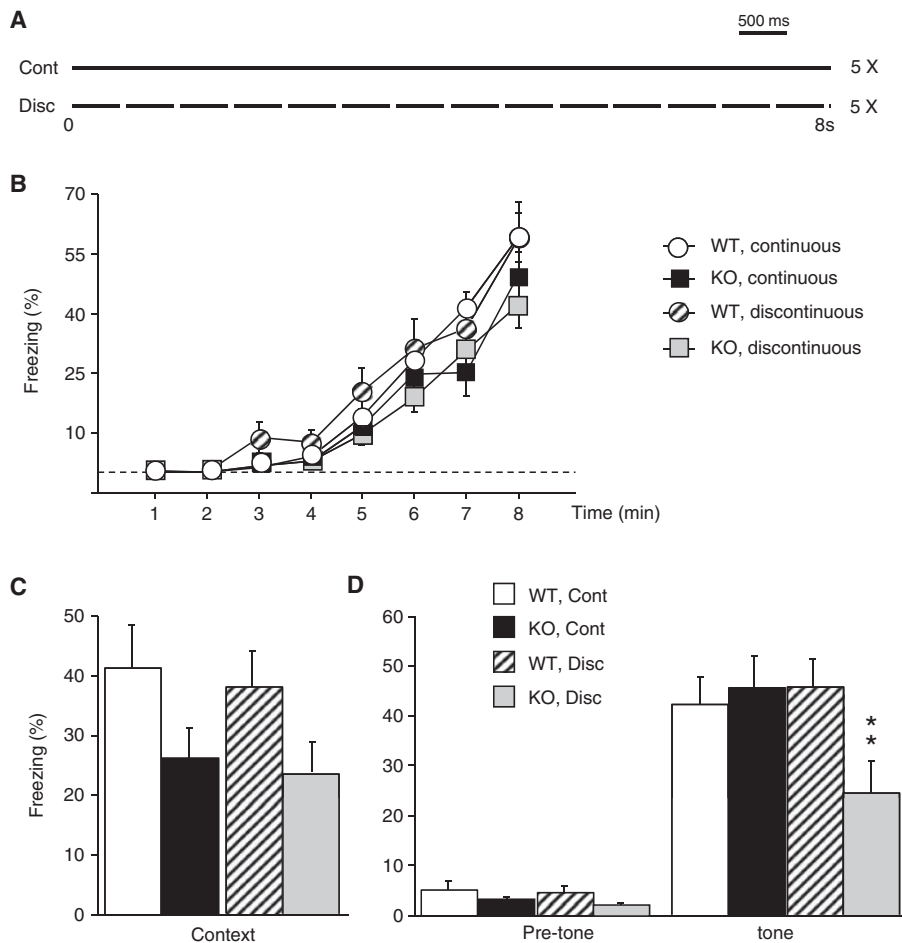 A
500 ms
Cont 5 X
Disc 5 X
0 8s
B
70
55
40
25
10
Freezing (%)
1 2 3 4 5 6 7 8 Time (min)
WT, continuous
KO, continuous
WT, discontinuous
KO, discontinuous
C
50
40
30
20
10
0
Freezing (%)
Context
D
WT, Cont
KO, Cont
WT, Disc
KO, Disc
60
50
40
30
20
10
0
*
*
Pre-tone tone